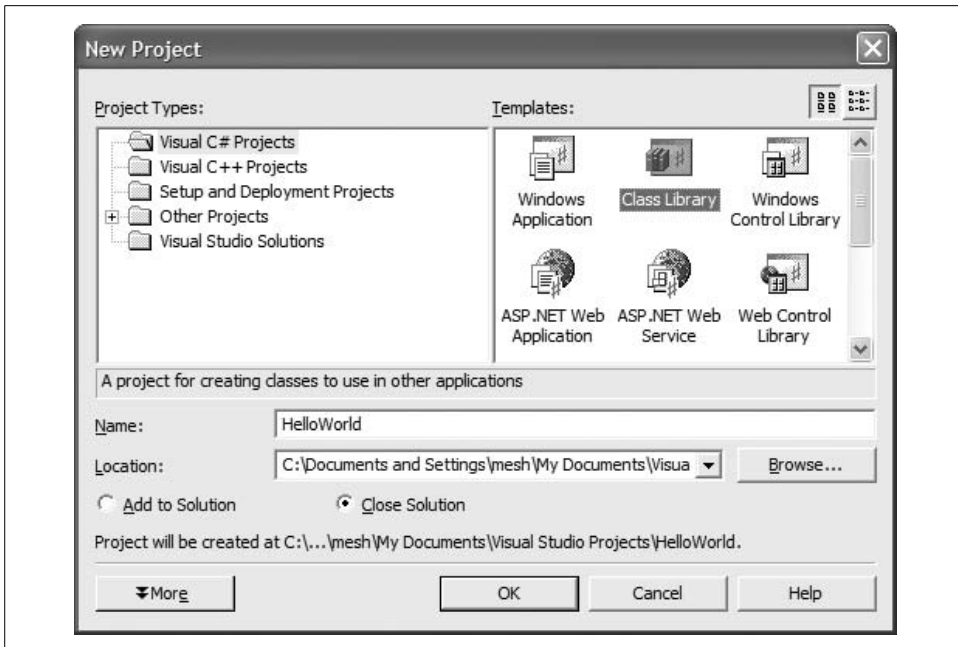 New Project
Project Types:
Templates:
Visual C# Projects
Visual C++ Projects
Setup and Deployment Projects
Other Projects
Visual Studio Solutions
Windows
Application
Class Library
Windows
Control Library
ASP.NET Web
Application
ASP.NET Web
Service
Web Control
Library
A project for creating classes to use in other applications
Name:
HelloWorld
Location:
C:\Documents and Settings\mesh\My Documents\Visua
Browse...
Add to Solution
Close Solution
Project will be created at C:\...\mesh\My Documents\Visual Studio Projects\HelloWorld.
More
OK
Cancel
Help